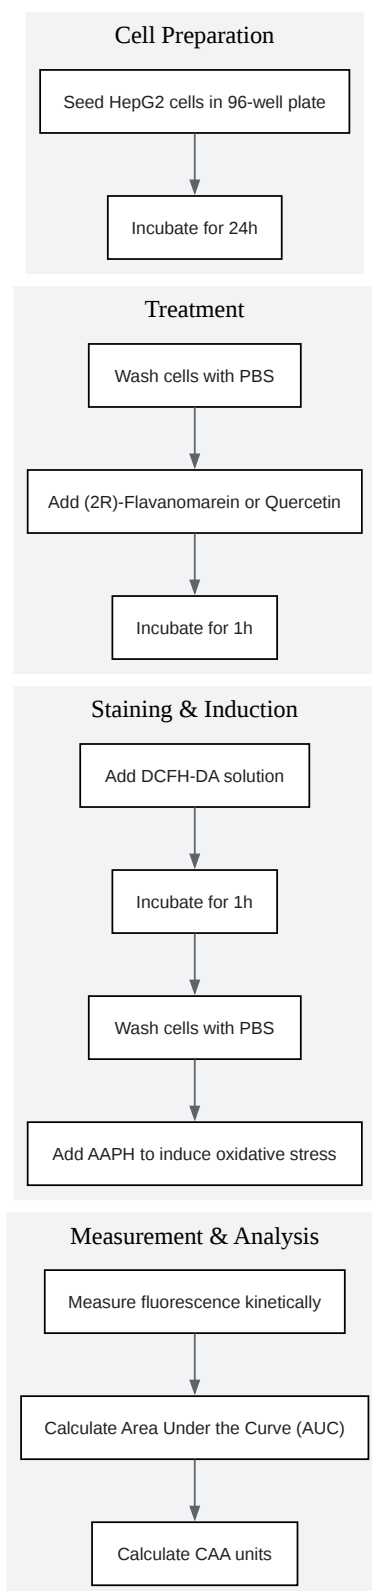 Cell Preparation
Seed HepG2 cells in 96-well plate
Incubate for 24h
Treatment
Wash cells with PBS
Add (2R)-Flavanomarein or Quercetin
Incubate for 1h
Staining & Induction
Add DCFH-DA solution
Incubate for 1h
Wash cells with PBS
Add AAPH to induce oxidative stress
Measurement & Analysis
Measure fluorescence kinetically
Calculate Area Under the Curve (AUC)
Calculate CAA units